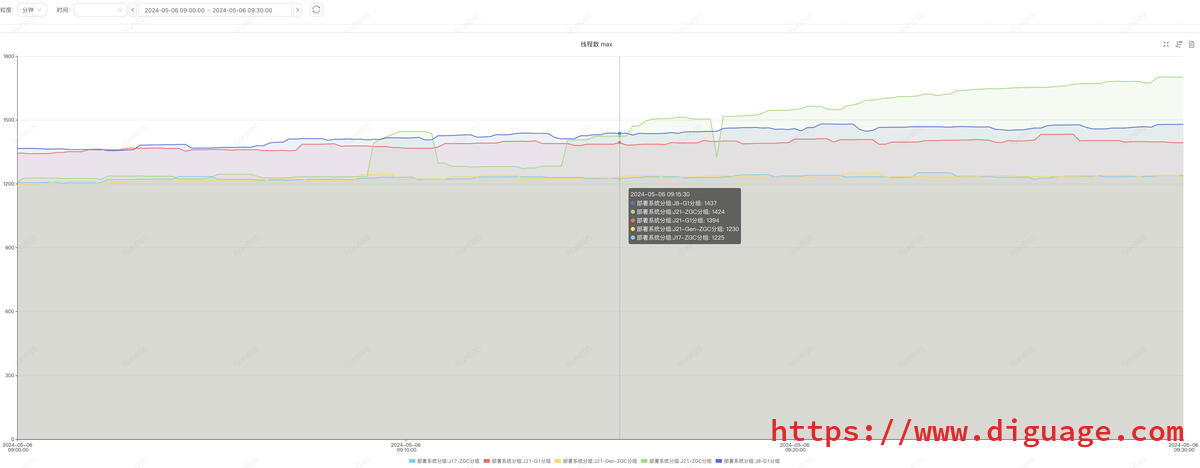 粒度: 分钟 时间: 2024-05-06 09:00:00 ~ 2024-05-06 09:30:00
线程数 max
1800
1500
1200
900
600
300
0
2024-05-06 09:15:30
部署系统分组:J8-G1分组: 1437
部署系统分组:J21-ZGC分组: 1424
部署系统分组:J21-G1分组: 1394
部署系统分组:J21-Gen-ZGC分组: 1230
部署系统分组:J17-ZGC分组: 1225
https://www.diguage.com
2024-05-06
09:00:00
2024-05-06
09:10:00
2024-05-06
09:20:00
2024-05-06
09:30:00
部署系统分组:J17-ZGC分组 部署系统分组:J21-G1分组 部署系统分组:J21-Gen-ZGC分组 部署系统分组:J21-ZGC分组 部署系统分组:J8-G1分组